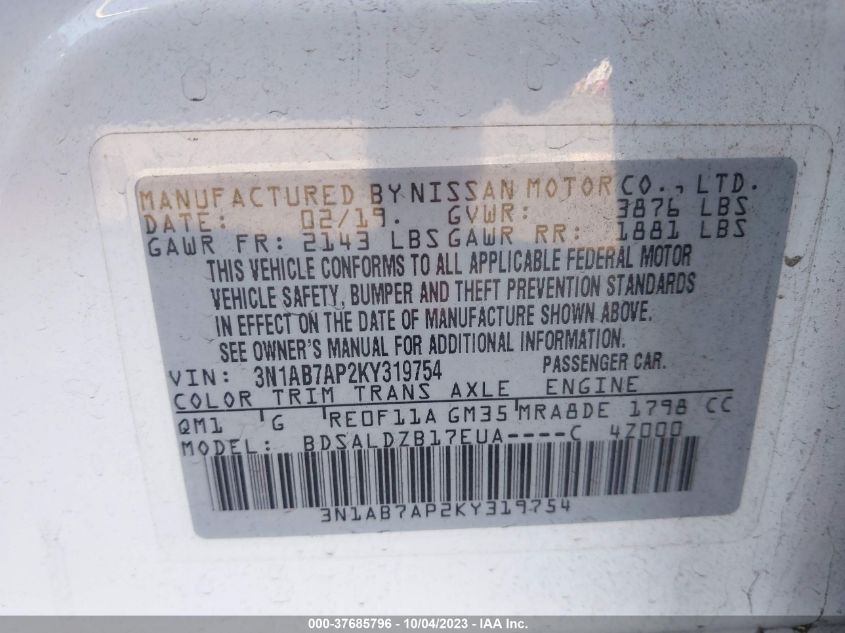 MANUFACTURED BY NISSAN MOTOR CO., LTD.
DATE: 02/19. GVWR: 3876 LBS
GAWR FR: 2143 LBS GAWR RR: 1881 LBS
THIS VEHICLE CONFORMS TO ALL APPLICABLE FEDERAL MOTOR
VEHICLE SAFETY, BUMPER AND THEFT PREVENTION STANDARDS
IN EFFECT ON THE DATE OF MANUFACTURE SHOWN ABOVE.
SEE OWNER'S MANUAL FOR ADDITIONAL INFORMATION.
VIN: 3N1AB7AP2KY319754 PASSENGER CAR.
COLOR TRIM TRANS AXLE ENGINE
QM1 G RE0F11A GM35 MRA8DE 1798 CC
MODEL: BDSALDZB17EUA----C 4Z000
3N1AB7AP2KY319754
000-37685796 - 10/04/2023 - IAA Inc.